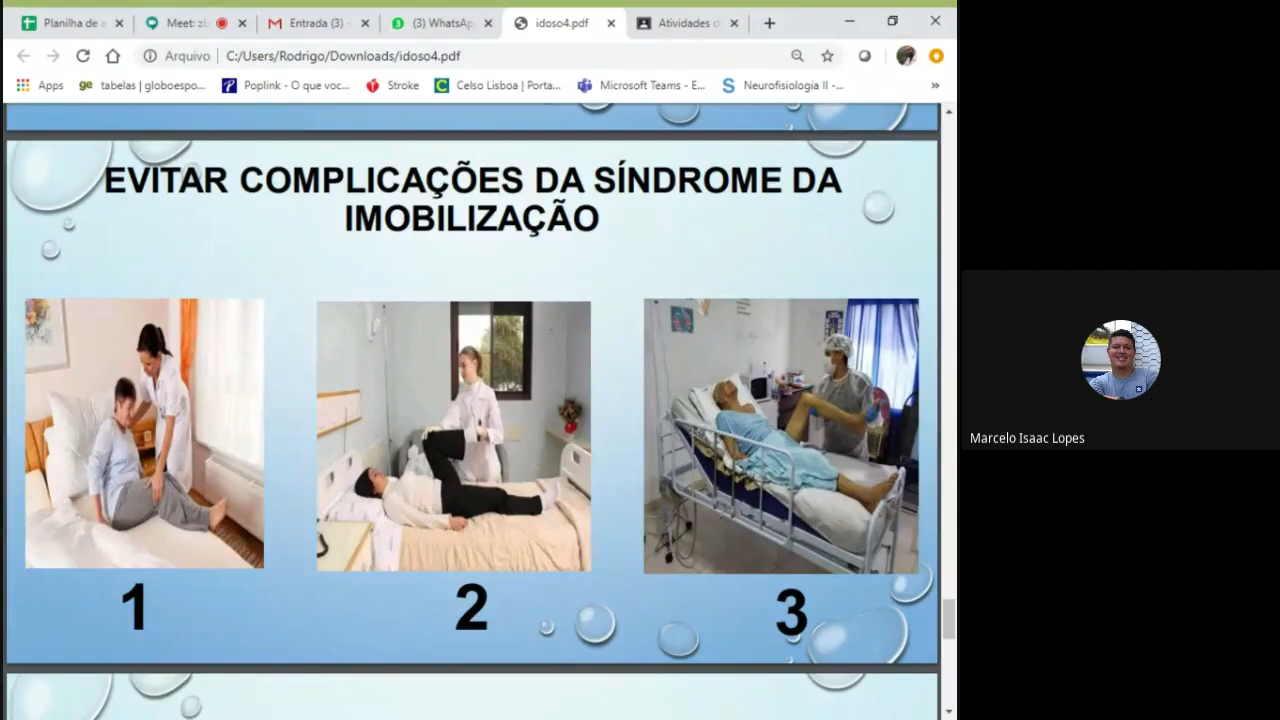 Planilha de a
Meet: zl
Entrada (3) -
(3) WhatsAp
idoso4.pdf
Atividades d
Arquivo
C:/Users/Rodrigo/Downloads/idoso4.pdf
Apps
ge
tabelas | globoespo...
Poplink - O que voc...
Stroke
Celso Lisboa | Porta...
Microsoft Teams - E...
Neurofisiologia II -...
»
EVITAR COMPLICAÇÕES DA SÍNDROME DA
IMOBILIZAÇÃO
1
2
3
Marcelo Isaac Lopes